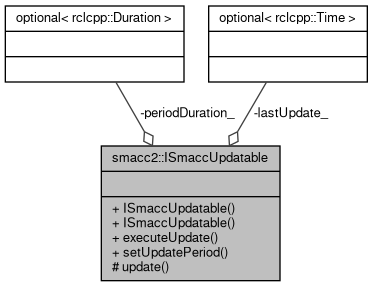 optional< rclcpp::Duration >
optional< rclcpp::Time >
-periodDuration_
-lastUpdate_
smacc2::ISmaccUpdatable
+ ISmaccUpdatable()
+ ISmaccUpdatable()
+ executeUpdate()
+ setUpdatePeriod()
# update()